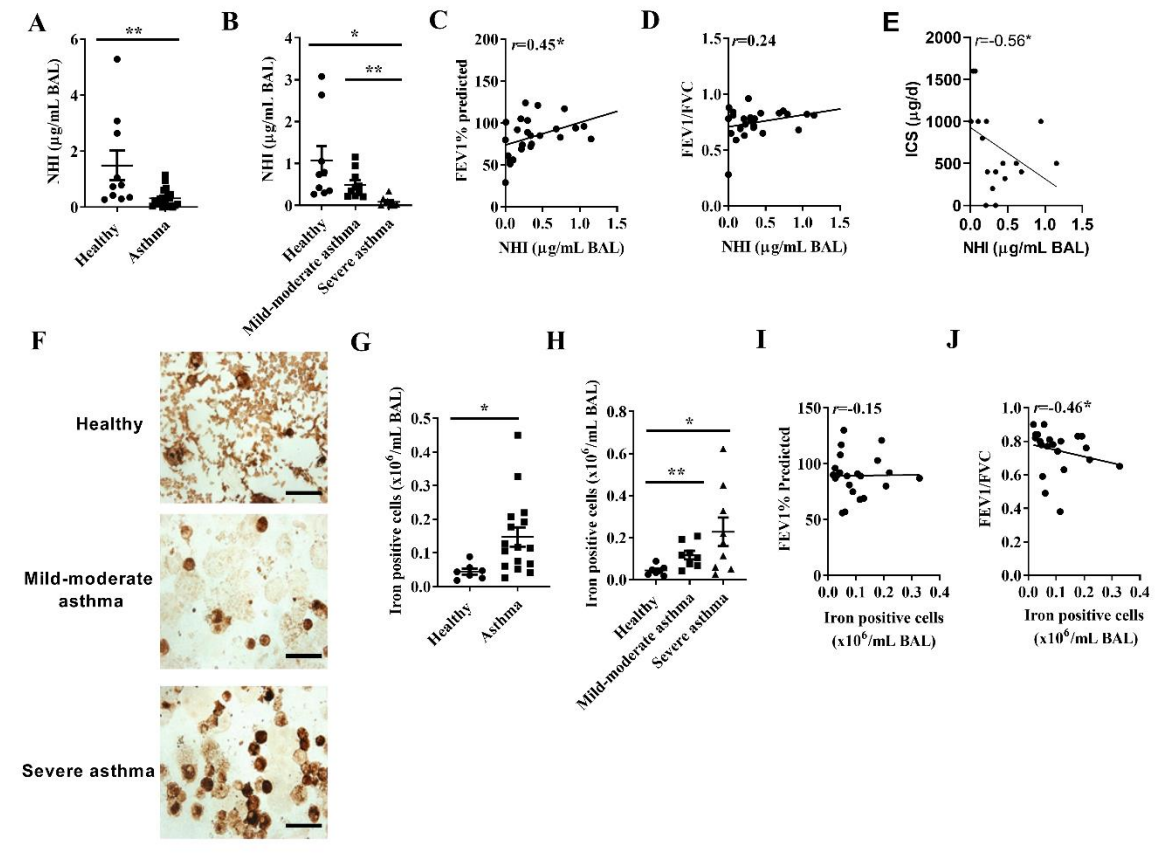 A
**
NHI (µg/mL BAL)
6
4
2
0
Healthy
Asthma
B
*
**
NHI (µg/mL BAL)
4
3
2
1
0
Healthy
Mild-moderate asthma
Severe asthma
C
r=0.45*
FEV1% predicted
200
150
100
50
0
0.0 0.5 1.0 1.5
NHI (µg/mL BAL)
D
r=0.24
FEV1/FVC
1.5
1.0
0.5
0.0
0.0 0.5 1.0 1.5
NHI (µg/mL BAL)
E
r=-0.56*
ICS (µg/d)
2000
1500
1000
500
0
0.0 0.5 1.0 1.5
NHI (µg/mL BAL)
F
Healthy
Mild-moderate
asthma
Severe asthma
G
*
Iron positive cells (x10⁶/mL BAL)
0.5
0.4
0.3
0.2
0.1
0.0
Healthy
Asthma
H
*
**
Iron positive cells (x10⁶/mL BAL)
0.8
0.6
0.4
0.2
0.0
Healthy
Mild-moderate asthma
Severe asthma
I
r=-0.15
FEV1% Predicted
150
100
50
0
0.0 0.1 0.2 0.3 0.4
Iron positive cells
(x10⁶/mL BAL)
J
r=-0.46*
FEV1/FVC
1.0
0.8
0.6
0.4
0.2
0.0
0.0 0.1 0.2 0.3 0.4
Iron positive cells
(x10⁶/mL BAL)